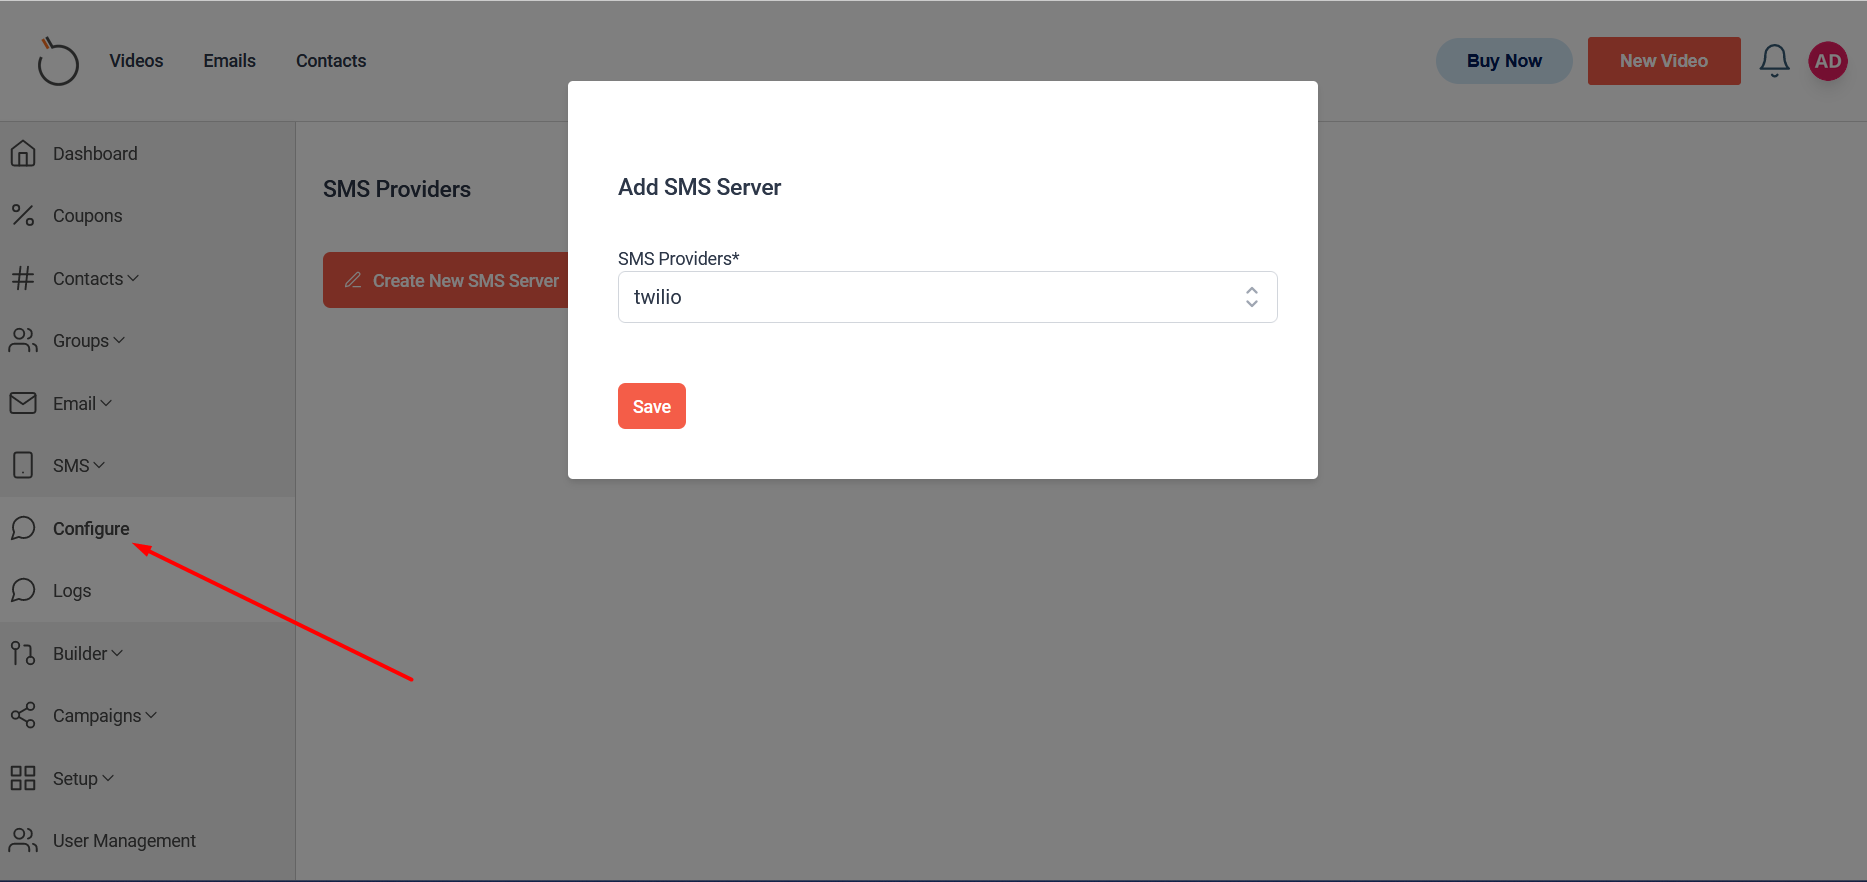 Videos
Emails
Contacts
Buy Now
New Video
AD
Dashboard
Coupons
Contacts
Groups
Email
SMS
Configure
Logs
Builder
Campaigns
Setup
User Management
SMS Providers
Create New SMS Server
Add SMS Server
SMS Providers*
twilio
Save